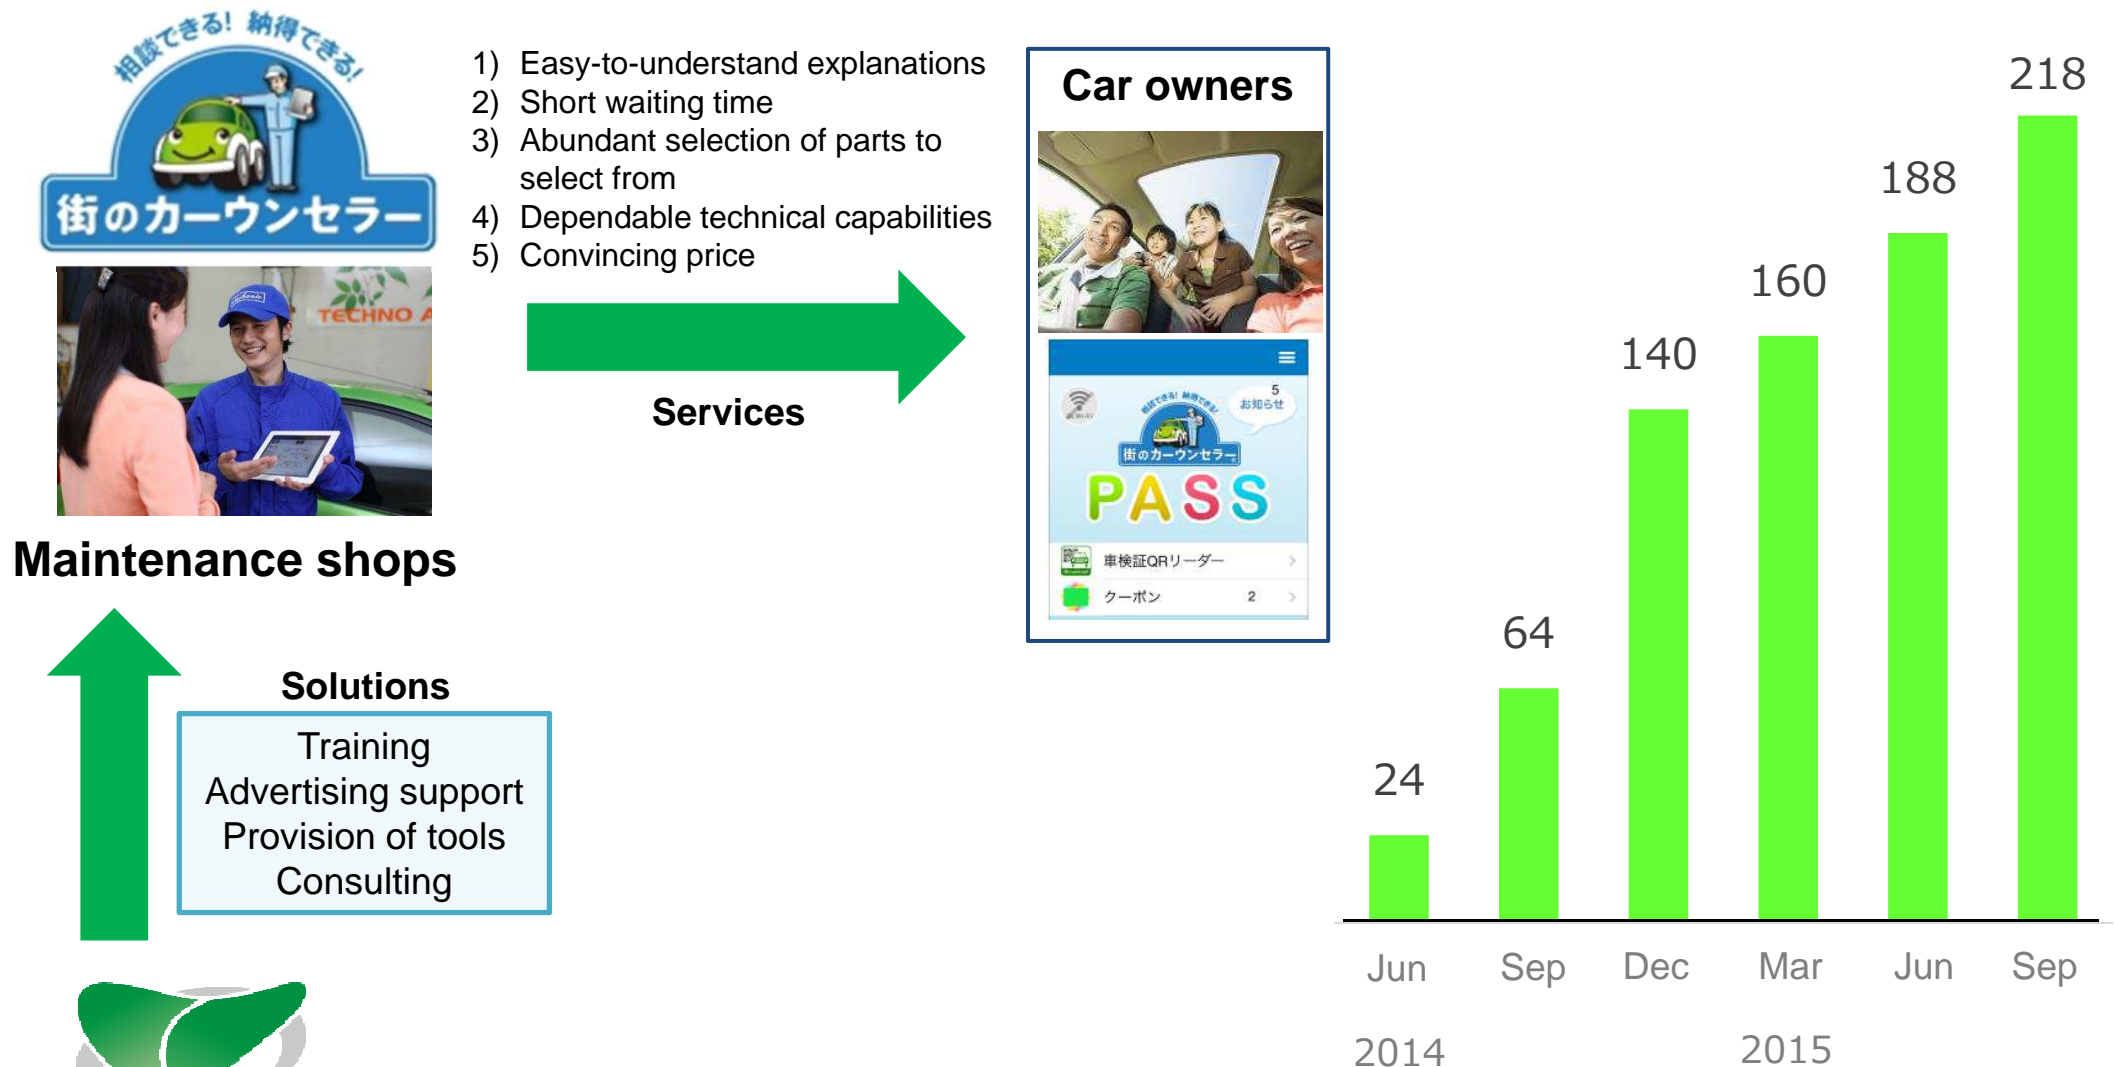 相談できる! 納得できる!
街のカーウンセラー
TECHNO A
Maintenance shops
1) Easy-to-understand explanations
2) Short waiting time
3) Abundant selection of parts to
select from
4) Dependable technical capabilities
5) Convincing price
Services
Car owners
5
お知らせ
Wi-Fi
相談できる! 納得できる!
街のカーウンセラー
PASS
車検証QRリーダー
クーポン 2
Solutions
Training
Advertising support
Provision of tools
Consulting
24
64
140
160
188
218
Jun Sep Dec Mar Jun Sep
2014 2015